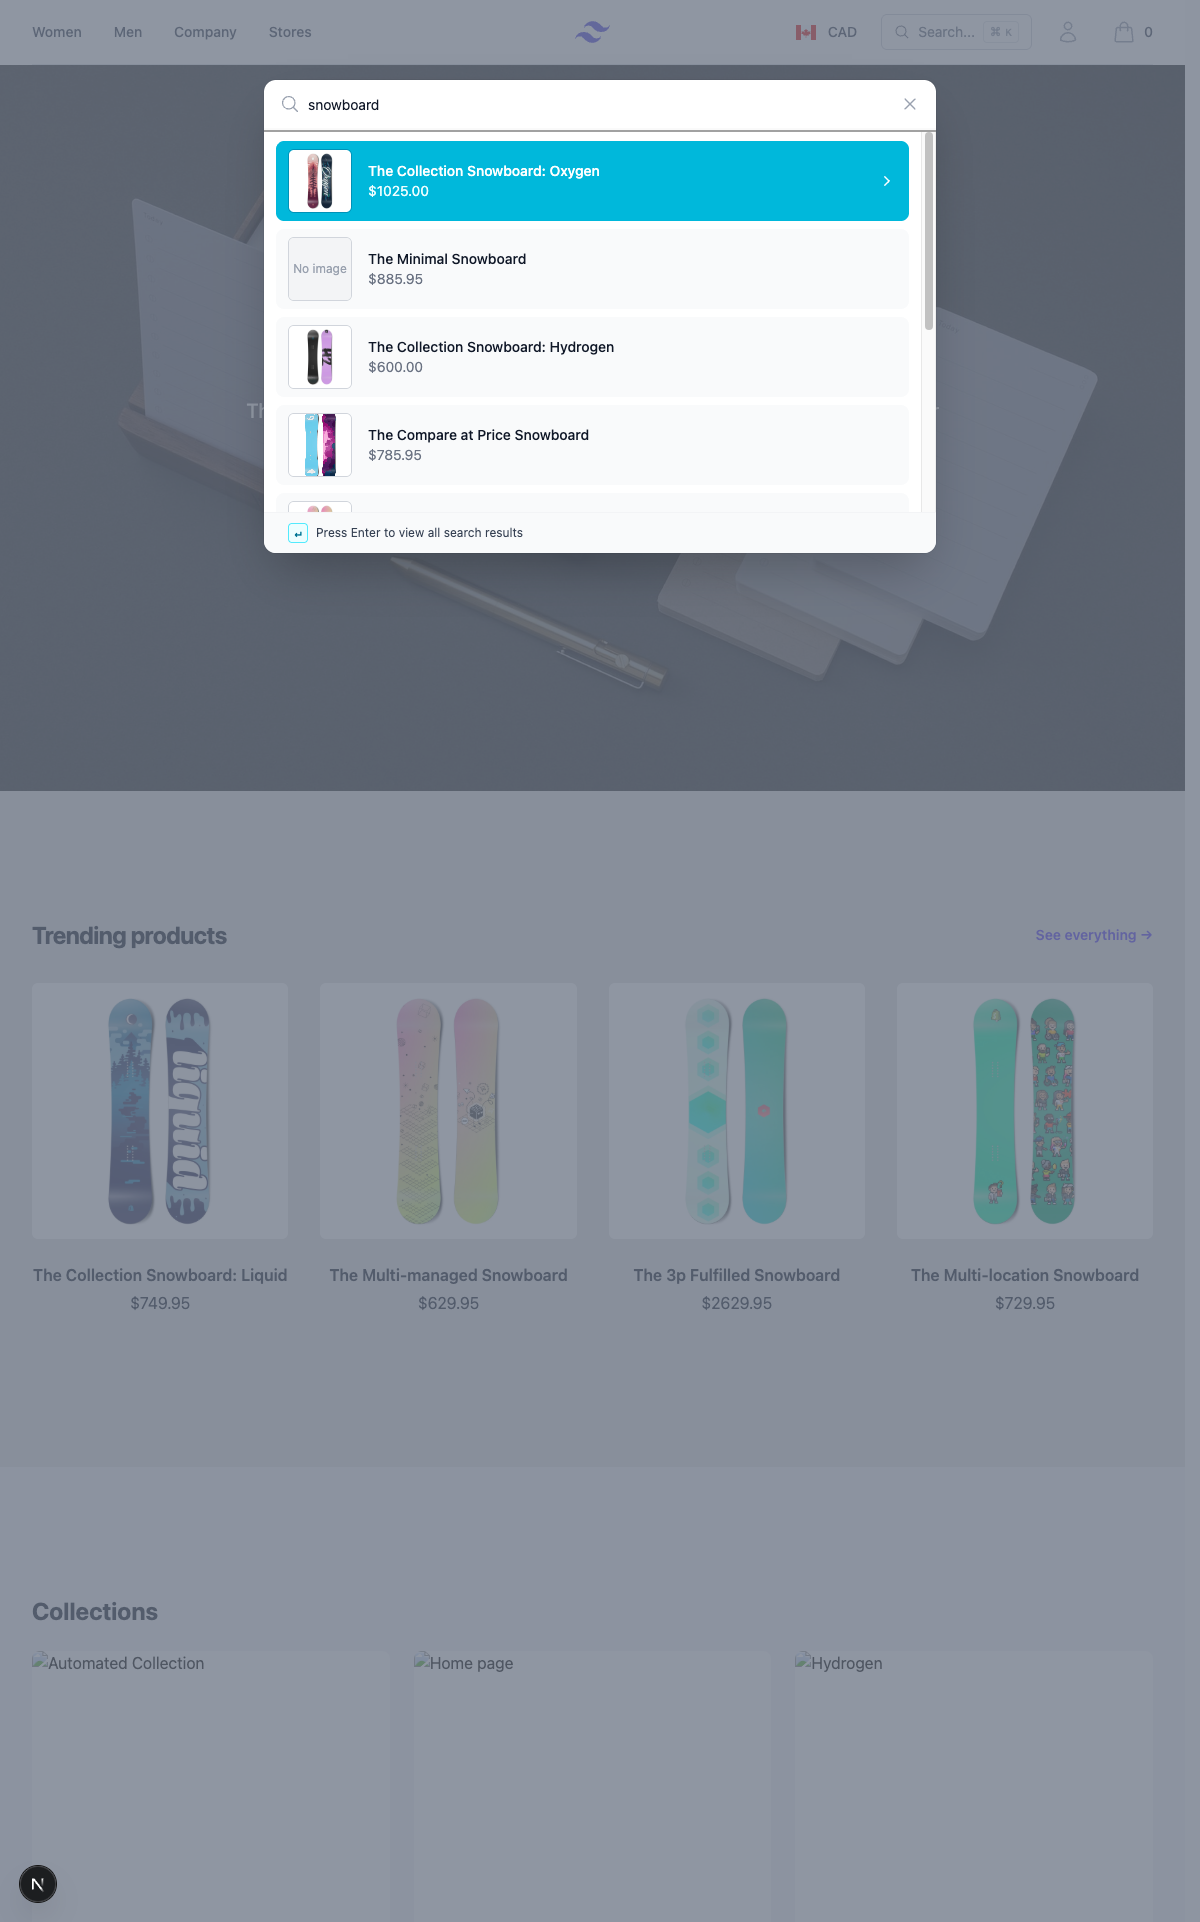 Women
Men
Company
Stores
CAD
Search...
⌘ K
0
snowboard
The Collection Snowboard: Oxygen
$1025.00
No image
The Minimal Snowboard
$885.95
The Collection Snowboard: Hydrogen
$600.00
The Compare at Price Snowboard
$785.95
Press Enter to view all search results
Trending products
See everything →
liquid
The Collection Snowboard: Liquid
$749.95
The Multi-managed Snowboard
$629.95
The 3p Fulfilled Snowboard
$2629.95
The Multi-location Snowboard
$729.95
Collections
Automated Collection
Home page
Hydrogen
N